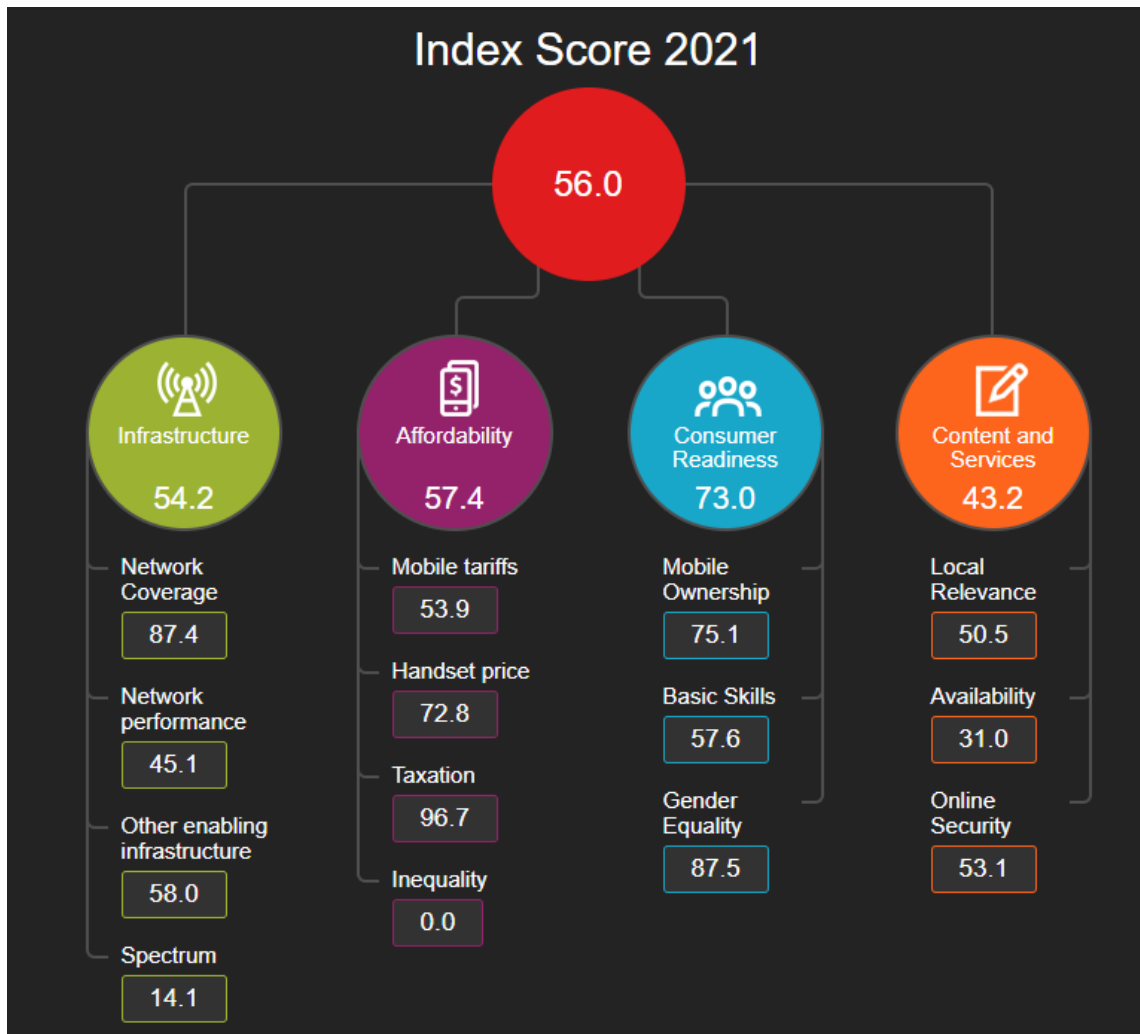 Index Score 2021
56.0
Infrastructure
54.2
Network
Coverage
87.4
Network
performance
45.1
Other enabling
infrastructure
58.0
Spectrum
14.1
$
Affordability
57.4
Mobile tariffs
53.9
Handset price
72.8
Taxation
96.7
Inequality
0.0
Consumer
Readiness
73.0
Mobile
Ownership
75.1
Basic Skills
57.6
Gender
Equality
87.5
Content and
Services
43.2
Local
Relevance
50.5
Availability
31.0
Online
Security
53.1